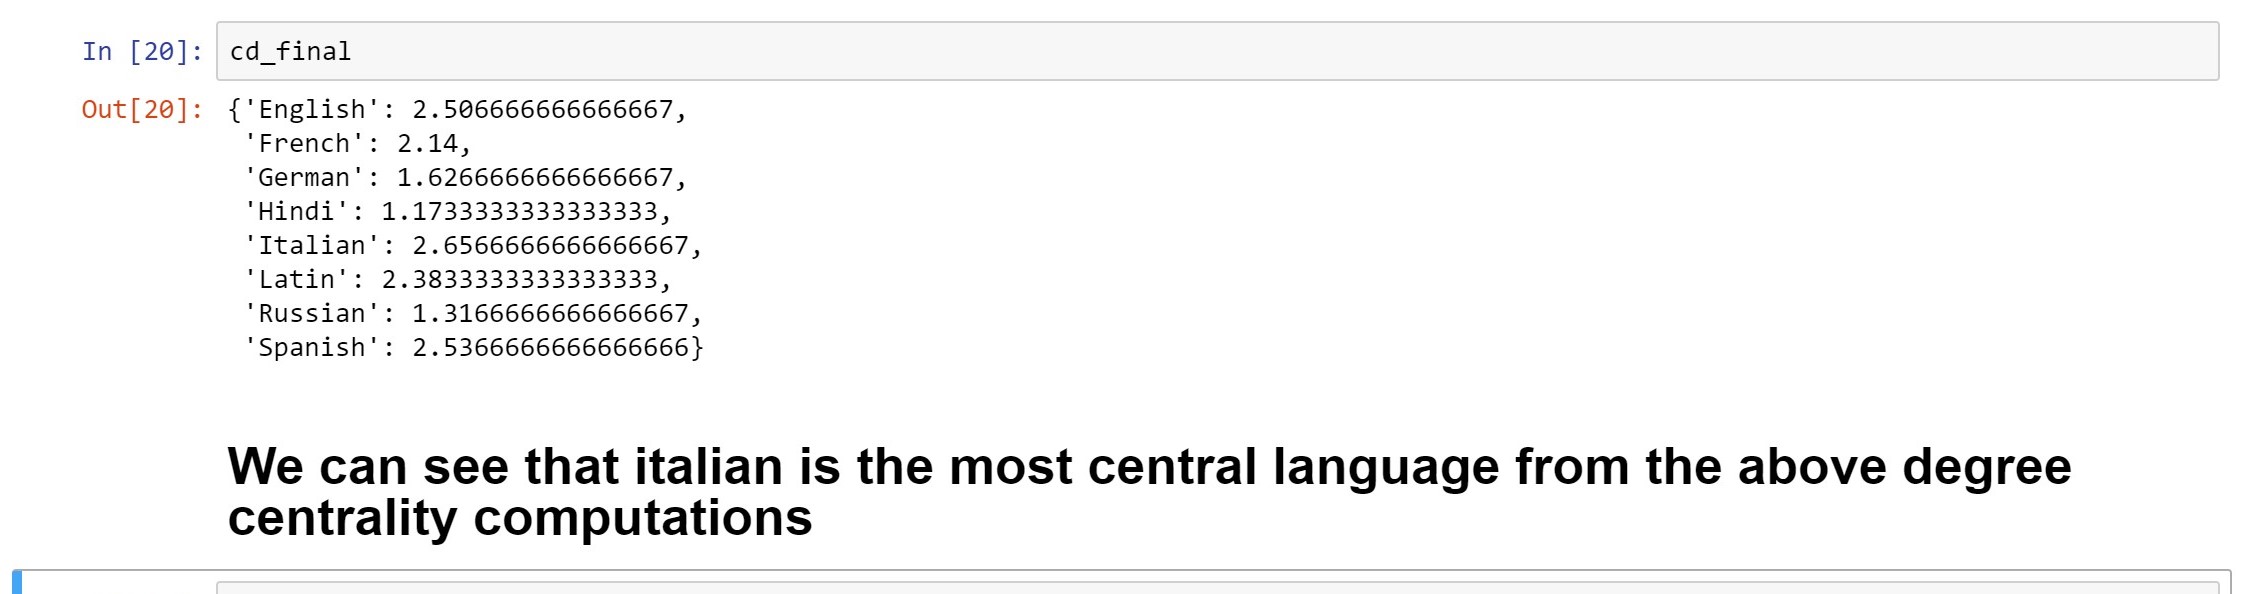 In [20]: cd_final
Out[20]: {'English': 2.506666666666667,
'French': 2.14,
'German': 1.6266666666666667,
'Hindi': 1.1733333333333333,
'Italian': 2.6566666666666667,
'Latin': 2.3833333333333333,
'Russian': 1.3166666666666667,
'Spanish': 2.5366666666666666}
We can see that italian is the most central language from the above degree
centrality computations